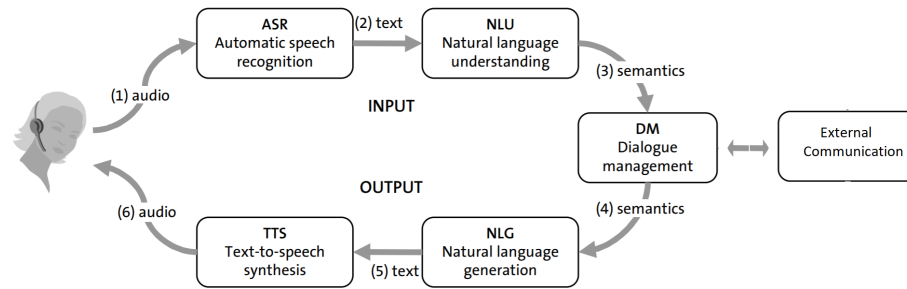 ASR
Automatic speech
recognition
(2) text
NLU
Natural language
understanding
(1) audio
INPUT
(3) semantics
DM
Dialogue
management
External
Communication
OUTPUT
(4) semantics
(6) audio
TTS
Text-to-speech
synthesis
(5) text
NLG
Natural language
generation